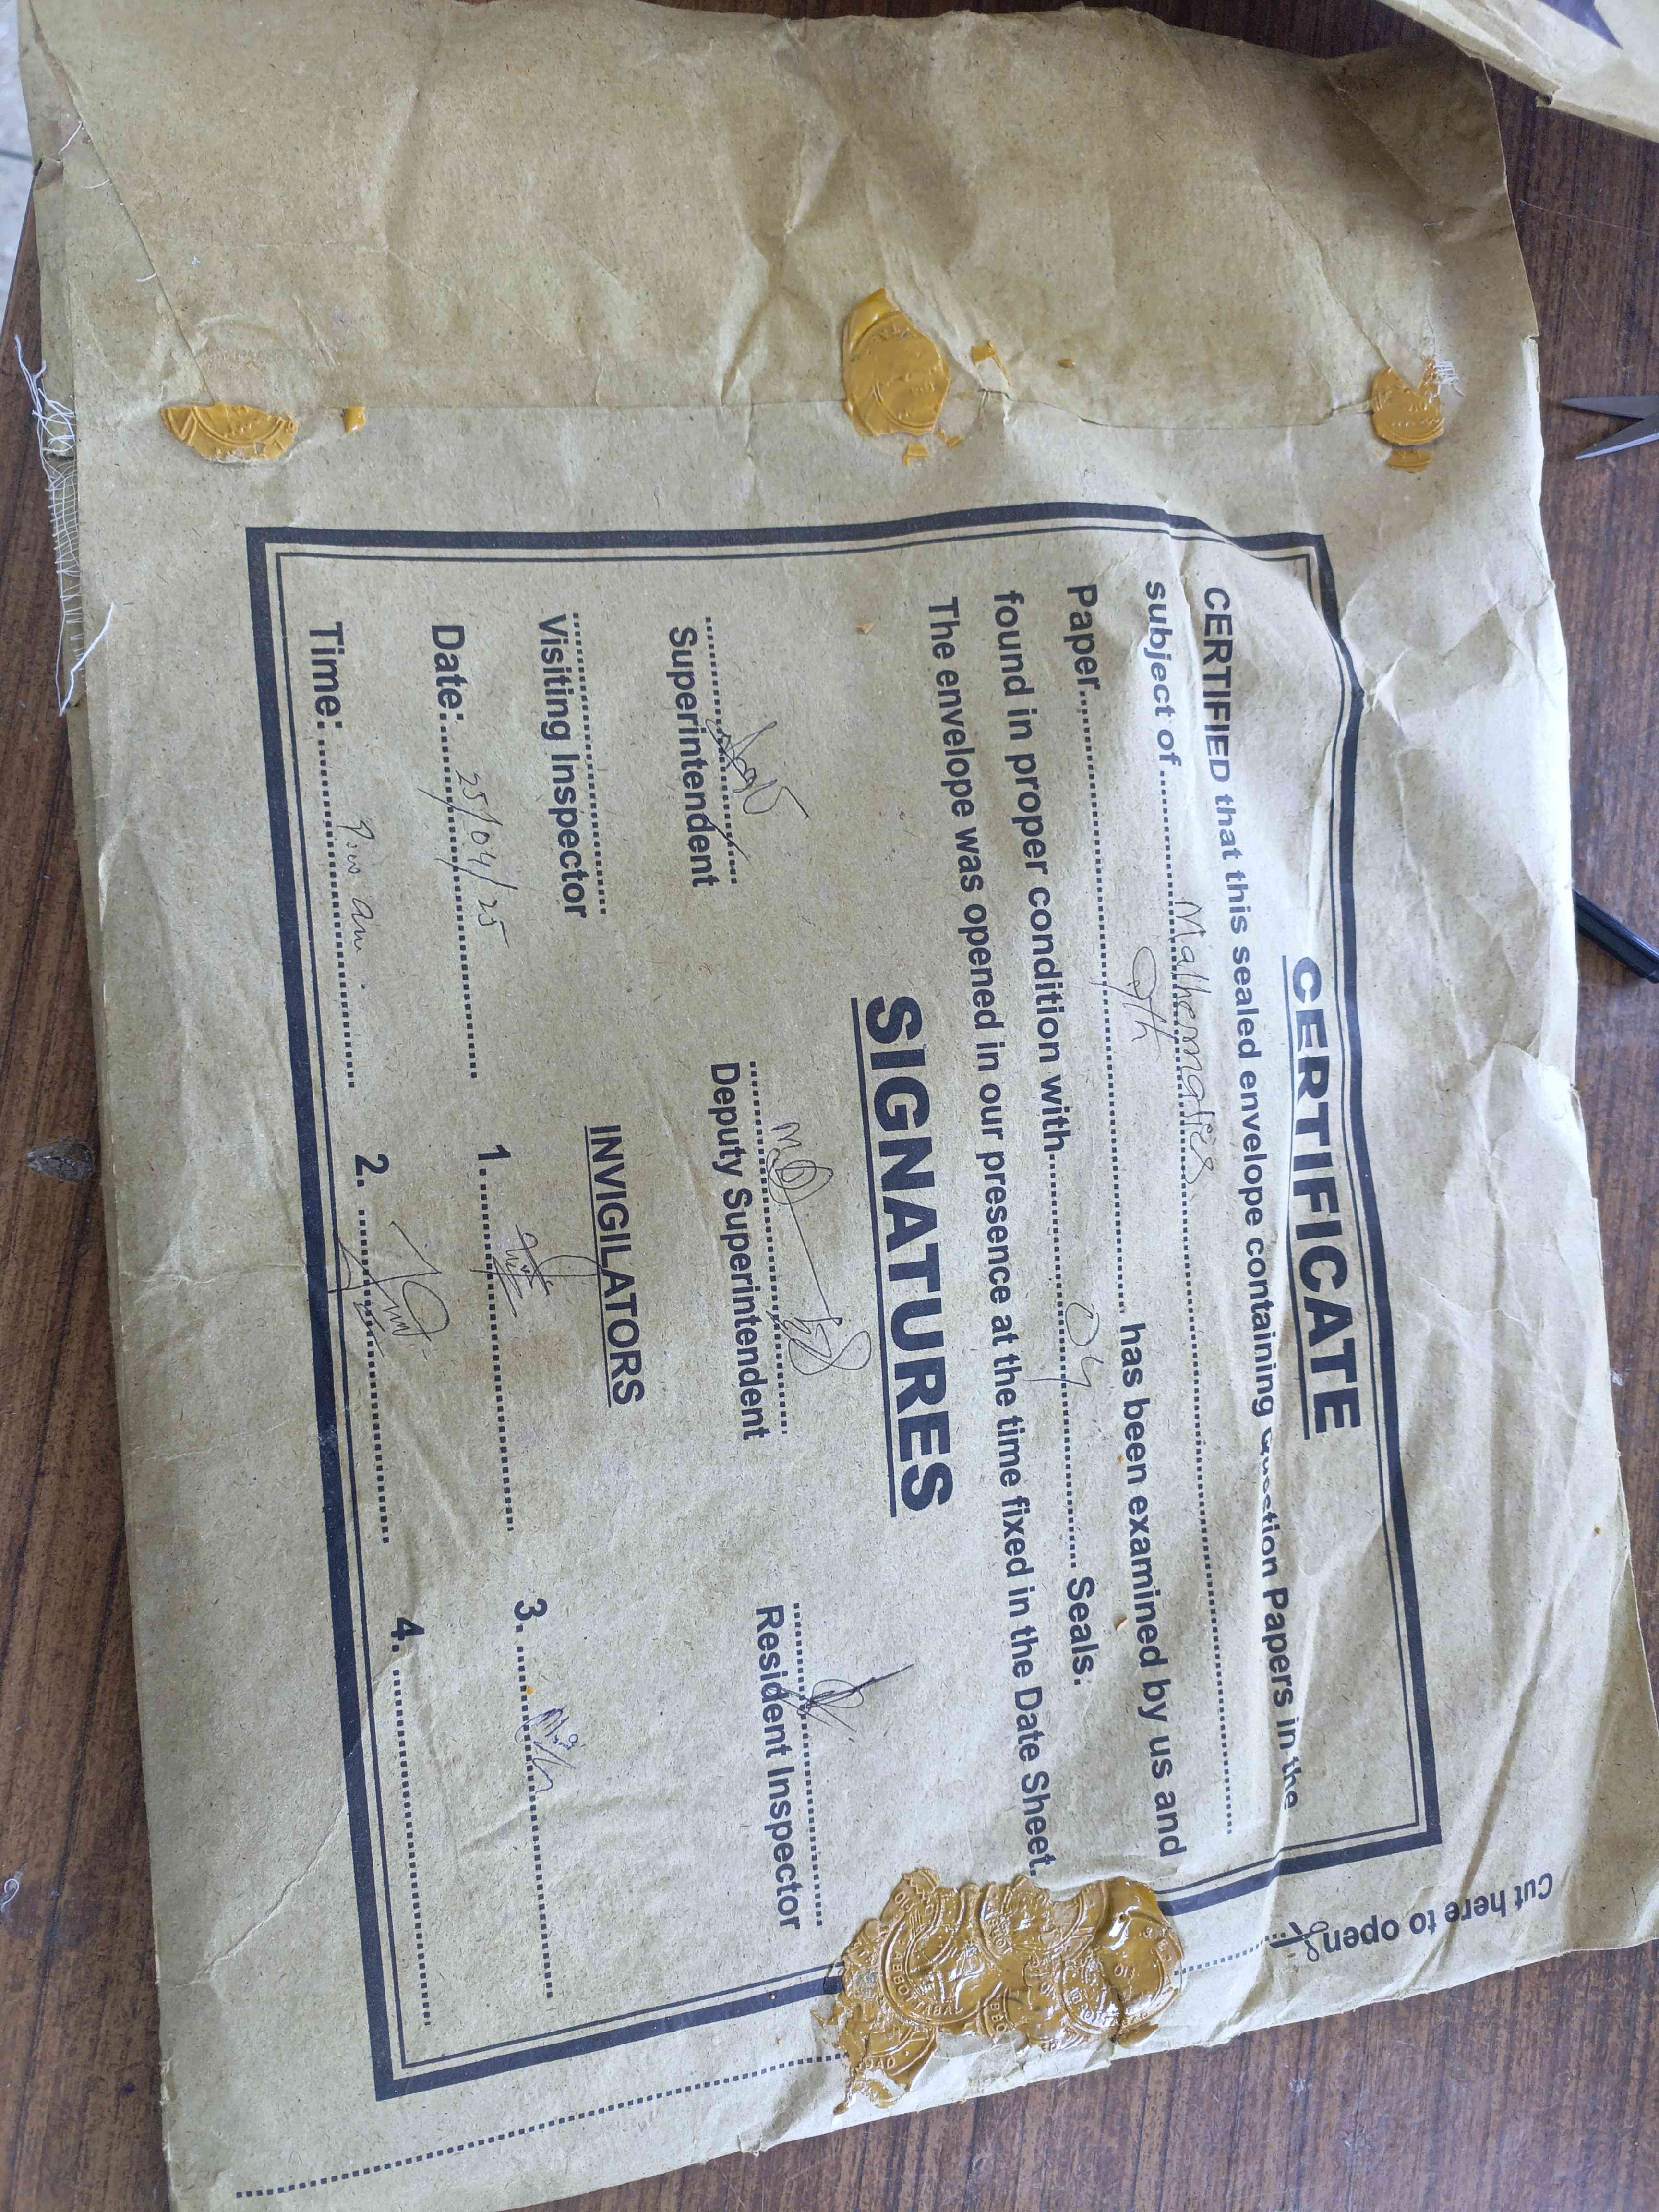 CERTIFICATE
CERTIFIED that this sealed envelope containing Question Papers in the
subject of Mathematics
Paper 9th has been examined by us and
found in proper condition with 04 Seals.
The envelope was opened in our presence at the time fixed in the Date Sheet.
SIGNATURES
Superintendent Deputy Superintendent Resident Inspector
Visiting Inspector
INVIGILATORS
Date: 25/04/25 1. 3.
Time: 9:00 am 2. 4.
Cut here to open